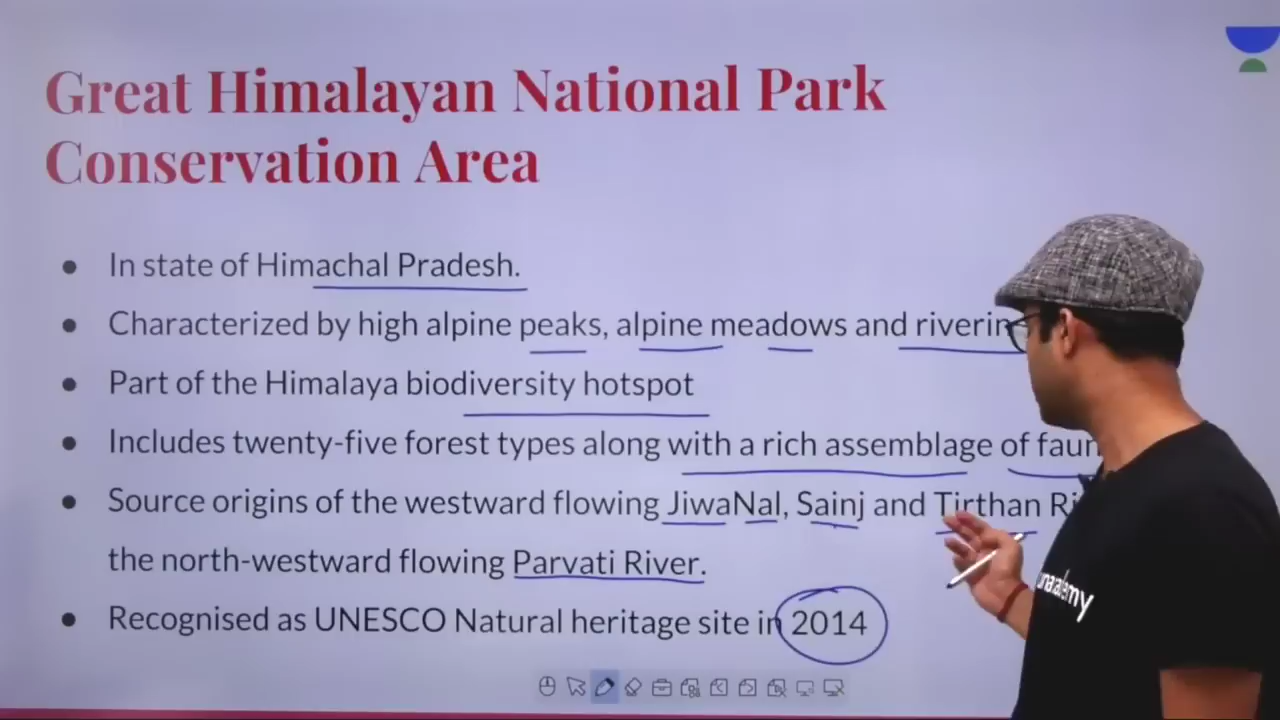 Great Himalayan National Park
Conservation Area
● In state of Himachal Pradesh.
● Characterized by high alpine peaks, alpine meadows and riverin
● Part of the Himalaya biodiversity hotspot
● Includes twenty-five forest types along with a rich assemblage of faun
● Source origins of the westward flowing JiwaNal, Sainj and Tirthan Ri
the north-westward flowing Parvati River.
● Recognised as UNESCO Natural heritage site in 2014
unacademy